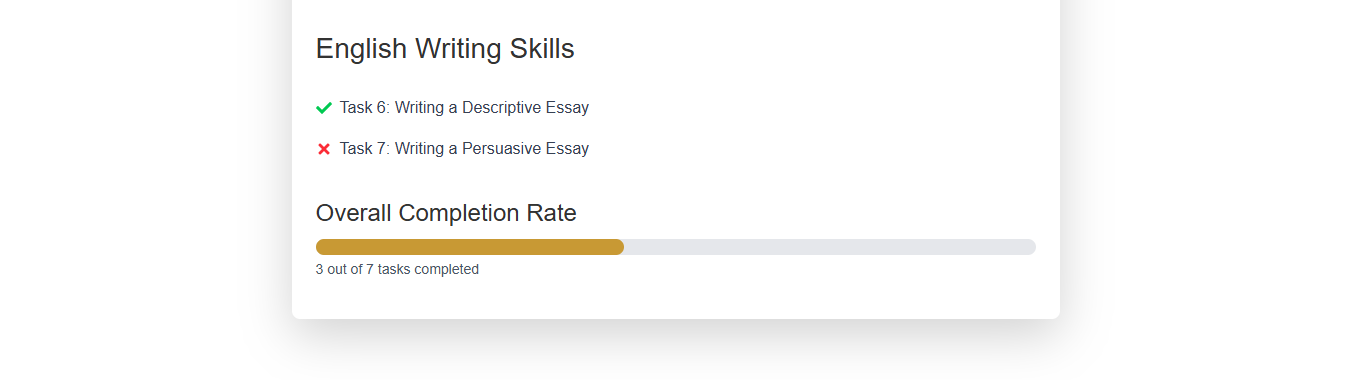 English Writing Skills
Task 6: Writing a Descriptive Essay
Task 7: Writing a Persuasive Essay
Overall Completion Rate
3 out of 7 tasks completed